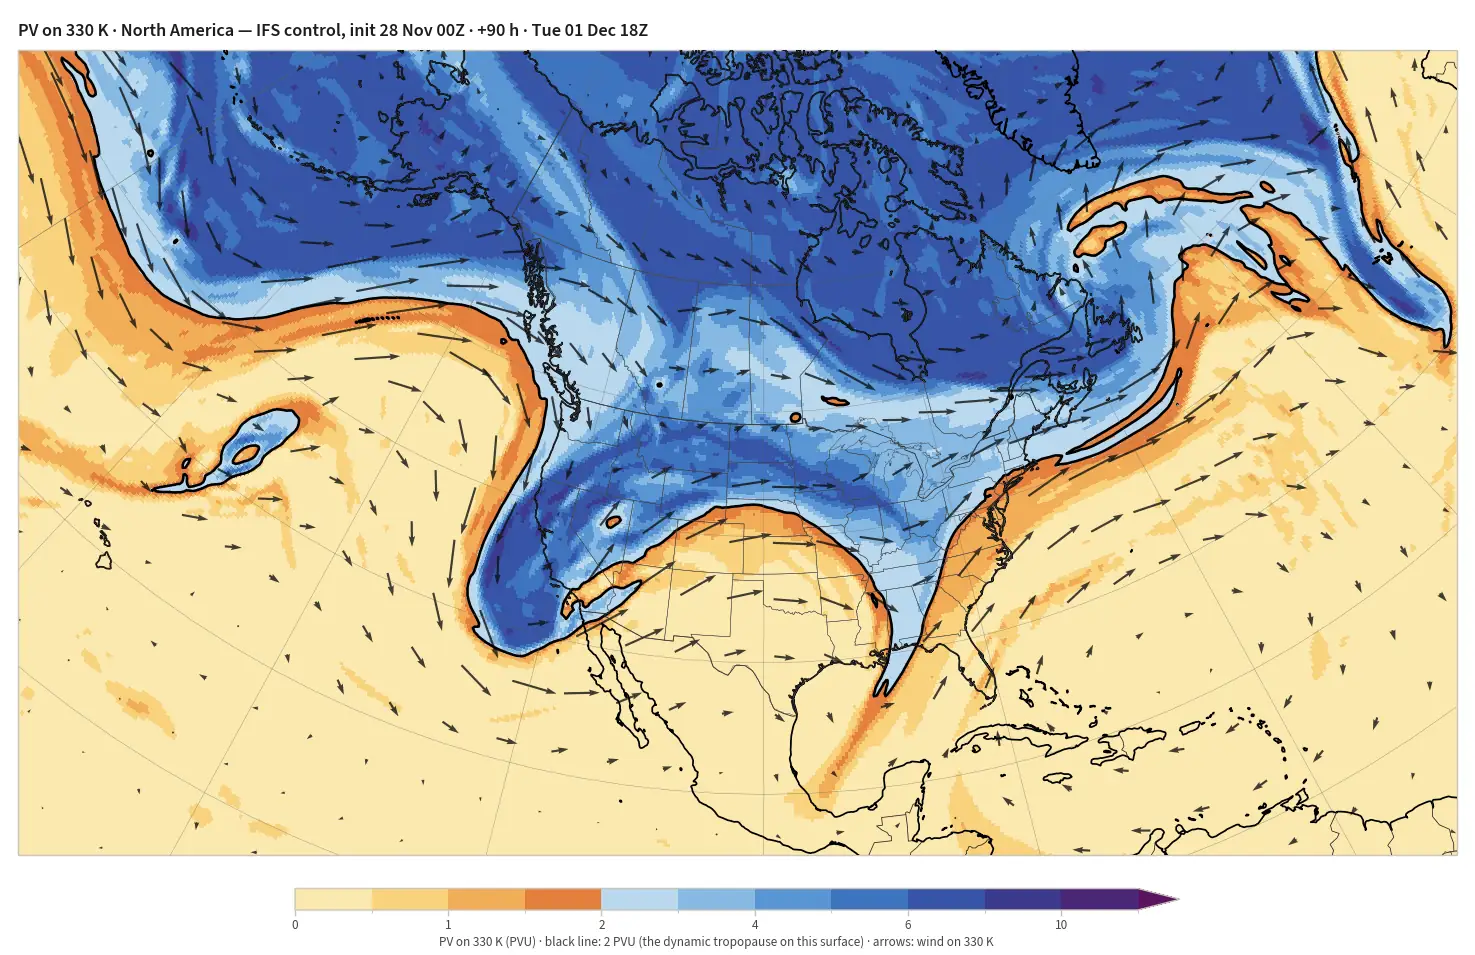 PV on 330 K · North America — IFS control, init 28 Nov 00Z · +90 h · Tue 01 Dec 18Z
0 1 2 4 6 10
PV on 330 K (PVU) · black line: 2 PVU (the dynamic tropopause on this surface) · arrows: wind on 330 K